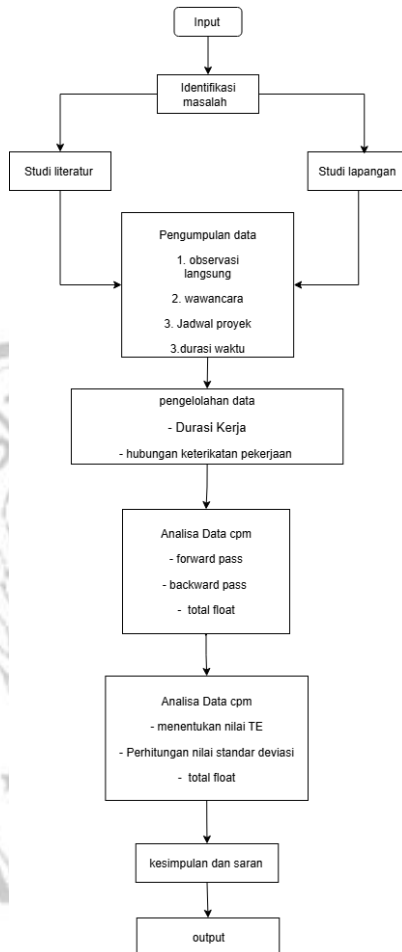 Input
Identifikasi
masalah
Studi literatur
Studi lapangan
Pengumpulan data
1. observasi
langsung
2. wawancara
3. Jadwal proyek
3.durasi waktu
pengelolahan data
- Durasi Kerja
- hubungan keterikatan pekerjaan
Analisa Data cpm
- forward pass
- backward pass
- total float
Analisa Data cpm
- menentukan nilai TE
- Perhitungan nilai standar deviasi
- total float
kesimpulan dan saran
output